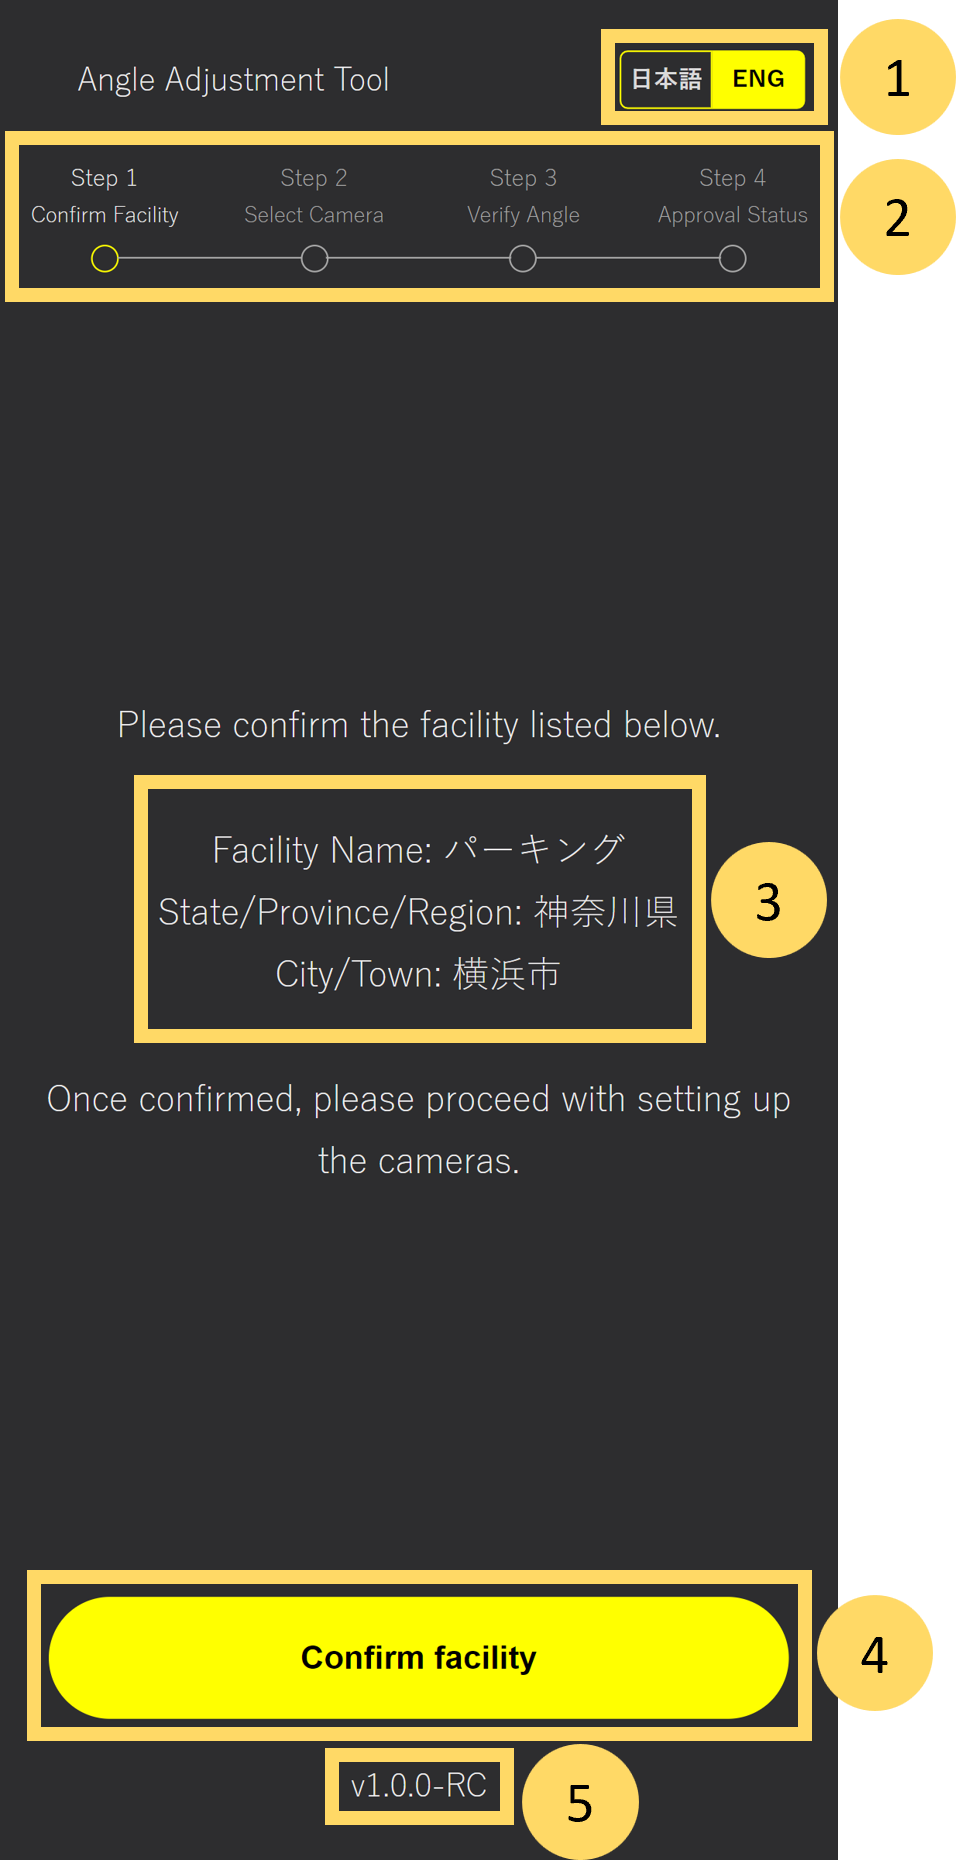 Angle Adjustment Tool
日本語 ENG
1
Step 1 Step 2 Step 3 Step 4
Confirm Facility Select Camera Verify Angle Approval Status
2
Please confirm the facility listed below.
Facility Name: パーキング
State/Province/Region: 神奈川県
City/Town: 横浜市
3
Once confirmed, please proceed with setting up
the cameras.
Confirm facility
4
v1.0.0-RC
5